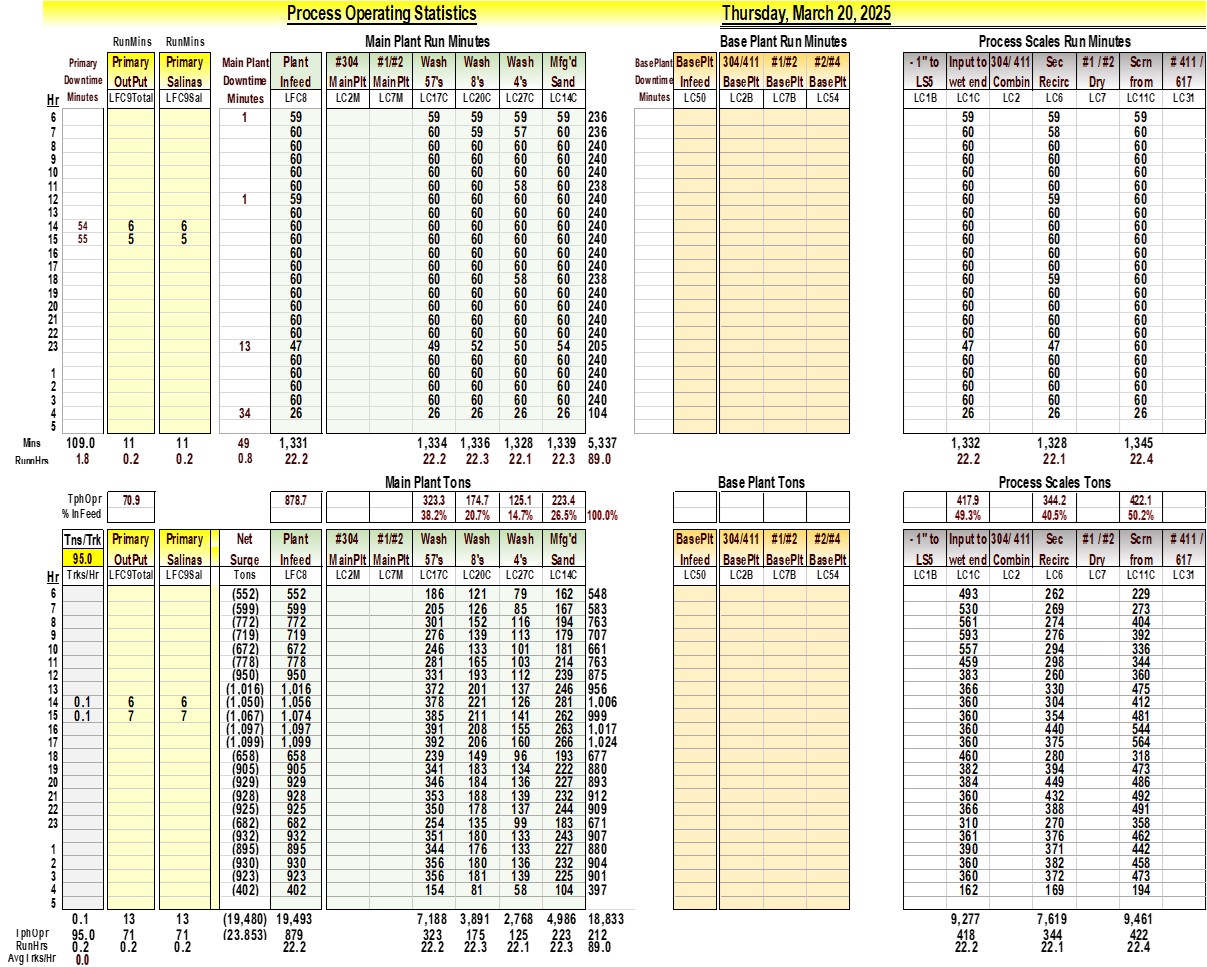 Process Operating Statistics Thursday, March 20, 2025
RunMins RunMins Main Plant Run Minutes Base Plant Run Minutes Process Scales Run Minutes
Primary Primary Primary Main Plant Plant #304 #1/#2 Wash Wash Wash Mfg'd BasePlant BasePlt 304/411 #1/#2 #2/#4 - 1" to Input to 304/ 411 Sec #1 / #2 Scrn # 411 /
Downtime OutPut Salinas Downtime Infeed MainPlt MainPlt 57's 8's 4's Sand Downtime Infeed BasePlt BasePlt BasePlt LS5 wet end Combin Recirc Dry from 617
Hr Minutes LFC9Total LFC9Sal Minutes LFC8 LC2M LC7M LC17C LC20C LC27C LC14C Minutes LC50 LC2B LC7B LC54 LC1B LC1C LC2 LC6 LC7 LC11C LC31
6 1 59 59 59 59 59 236 59 59 59
7 60 60 59 57 60 236 60 58 60
8 60 60 60 60 60 240 60 60 60
9 60 60 60 60 60 240 60 60 60
10 60 60 60 60 60 240 60 60 60
11 60 60 60 58 60 238 60 60 60
12 1 59 60 60 60 60 240 60 59 60
13 60 60 60 60 60 240 60 60 60
14 54 6 6 60 60 60 60 60 240 60 60 60
15 55 5 5 60 60 60 60 60 240 60 60 60
16 60 60 60 60 60 240 60 60 60
17 60 60 60 60 60 240 60 60 60
18 60 60 60 58 60 238 60 59 60
19 60 60 60 60 60 240 60 60 60
20 60 60 60 60 60 240 60 60 60
21 60 60 60 60 60 240 60 60 60
22 60 60 60 60 60 240 60 60 60
23 13 47 49 52 50 54 205 47 47 60
60 60 60 60 60 240 60 60 60
1 60 60 60 60 60 240 60 60 60
2 60 60 60 60 60 240 60 60 60
3 60 60 60 60 60 240 60 60 60
4 34 26 26 26 26 26 104 26 26 26
5
Mins 109.0 11 11 49 1,331 1,334 1,336 1,328 1,339 5,337 1,332 1,328 1,345
RunnHrs 1.8 0.2 0.2 0.8 22.2 22.2 22.3 22.1 22.3 89.0 22.2 22.1 22.4
Main Plant Tons Base Plant Tons Process Scales Tons
TphOpr 70.9 878.7 323.3 174.7 125.1 223.4 417.9 344.2 422.1
% InFeed 38.2% 20.7% 14.7% 26.5% 100.0% 49.3% 40.5% 50.2%
Tns/Trk Primary Primary Net Plant #304 #1/#2 Wash Wash Wash Mfg'd BasePlt 304/411 #1/#2 #2/#4 - 1" to Input to 304/ 411 Sec #1 / #2 Scrn # 411 /
95.0 OutPut Salinas Surge Infeed MainPlt MainPlt 57's 8's 4's Sand Infeed BasePlt BasePlt BasePlt LS5 wet end Combin Recirc Dry from 617
Hr Trks/Hr LFC9Total LFC9Sal Tons LFC8 LC2M LC7M LC17C LC20C LC27C LC14C LC50 LC2B LC7B LC54 LC1B LC1C LC2 LC6 LC7 LC11C LC31
6 (552) 552 186 121 79 162 548 493 262 229
7 (599) 599 205 126 85 167 583 530 269 273
8 (772) 772 301 152 116 194 763 561 274 404
9 (719) 719 276 139 113 179 707 593 276 392
10 (672) 672 246 133 101 181 661 557 294 336
11 (778) 778 281 165 103 214 763 459 298 344
12 (950) 950 331 193 112 239 875 383 260 360
13 (1,016) 1,016 372 201 137 246 956 366 330 475
14 0.1 6 6 (1,050) 1,056 378 221 126 281 1,006 360 304 412
15 0.1 7 7 (1,067) 1,074 385 211 141 262 999 360 354 481
16 (1,097) 1,097 391 208 155 263 1,017 360 440 544
17 (1,099) 1,099 392 206 160 266 1,024 360 375 564
18 (658) 658 239 149 96 193 677 460 280 318
19 (905) 905 341 183 134 222 880 382 394 473
20 (929) 929 346 184 136 227 893 384 449 486
21 (928) 928 353 188 139 232 912 360 432 492
22 (925) 925 350 178 137 244 909 366 388 491
23 (682) 682 254 135 99 183 671 310 270 358
(932) 932 351 180 133 243 907 361 376 462
1 (895) 895 344 176 133 227 880 390 371 442
2 (930) 930 356 180 136 232 904 360 382 458
3 (923) 923 356 181 139 225 901 360 372 473
4 (402) 402 154 81 58 104 397 162 169 194
5
0.1 13 13 (19,480) 19,493 7,188 3,891 2,768 4,986 18,833 9,277 7,619 9,461
TphOpr 95.0 71 71 (23.853) 879 323 175 125 223 212 418 344 422
RunHrs 0.2 0.2 0.2 22.2 22.2 22.3 22.1 22.3 89.0 22.2 22.1 22.4
AvgTrks/Hr 0.0